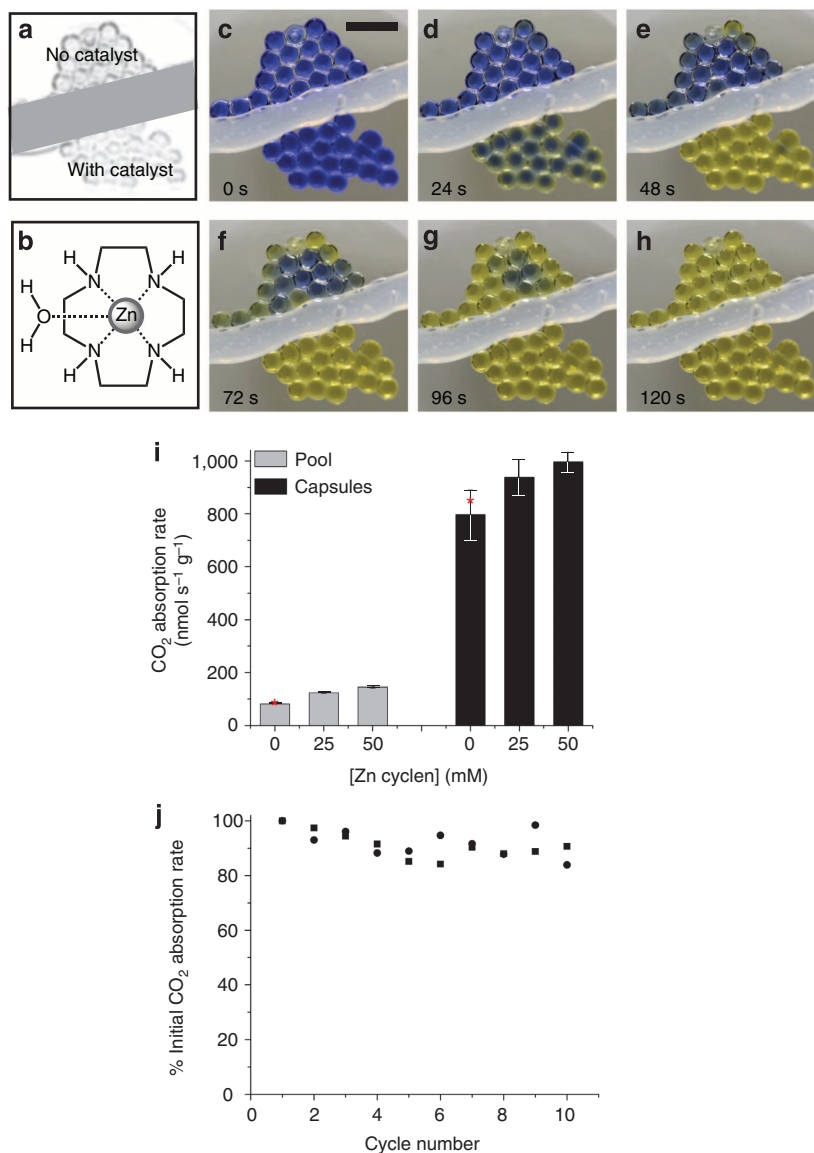 a
No catalyst
With catalyst
c
0 s
d
24 s
e
48 s
b
H
H
N
N
H
O
Zn
H
N
N
H
H
f
72 s
g
96 s
h
120 s
i
Pool
Capsules
CO₂ absorption rate
(nmol s⁻¹ g⁻¹)
1,000
800
600
400
200
0
*
*
0
25
50
0
25
50
[Zn cyclen] (mM)
j
% Initial CO₂ absorption rate
100
80
60
40
20
0
0
2
4
6
8
10
Cycle number